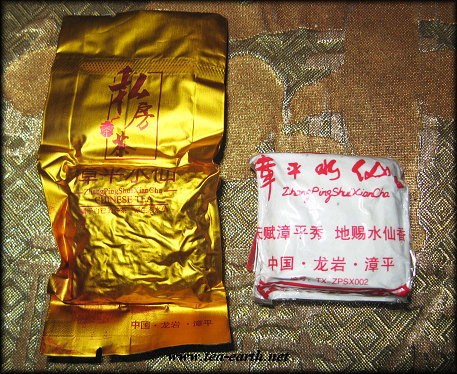 私房茶
漳平水仙
ZhangPingShuiXianCha
CHINESE TEA
中国·龙岩·漳平
章平水仙
ZhangPingShuiXianCha
天赋漳平秀 地赐水仙香
中国·龙岩·漳平
TX-ZPSX002
www.tea-earth.net